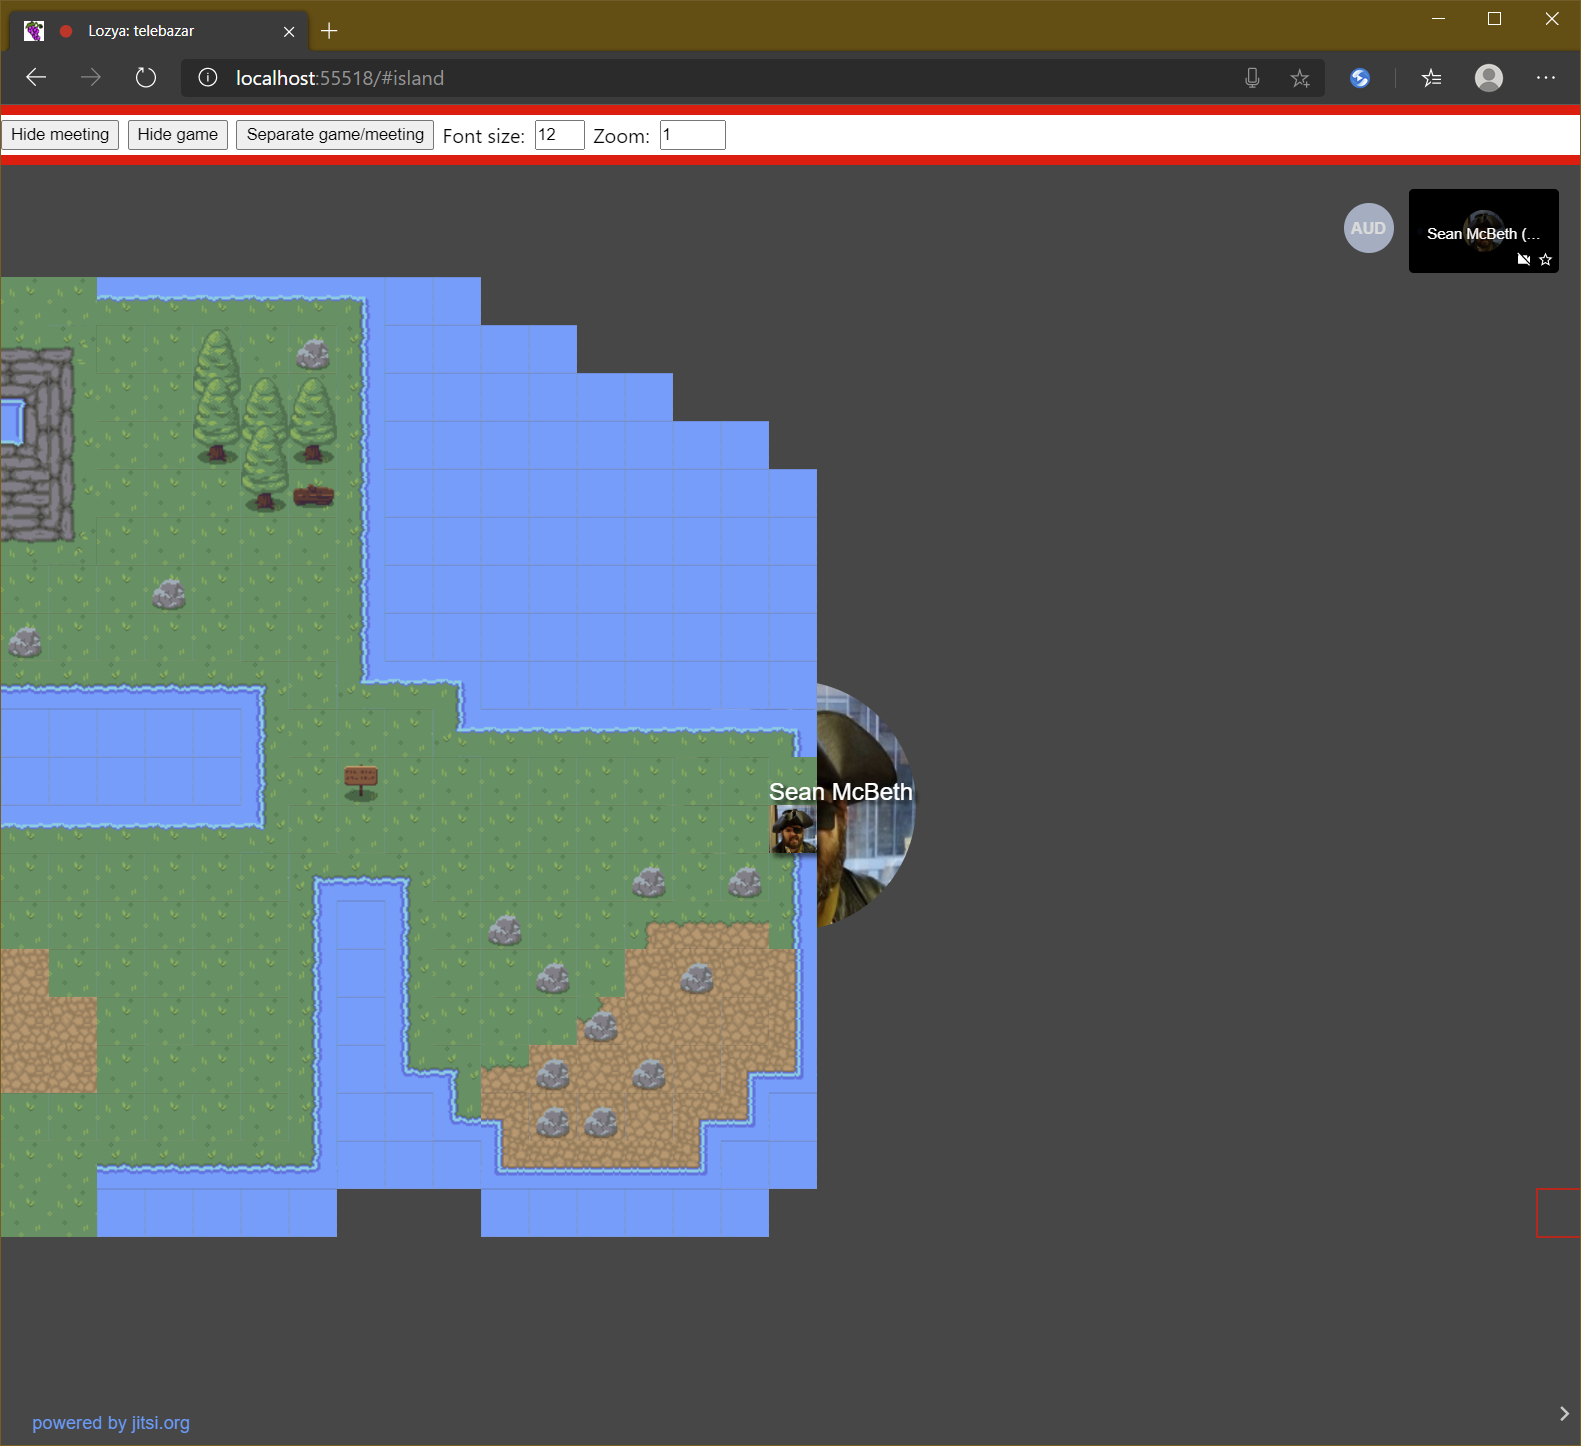 Lozya: telebazar
localhost:55518/#island
Hide meeting Hide game Separate game/meeting Font size: 12 Zoom: 1
AUD
Sean McBeth (...
Sean McBeth
powered by jitsi.org